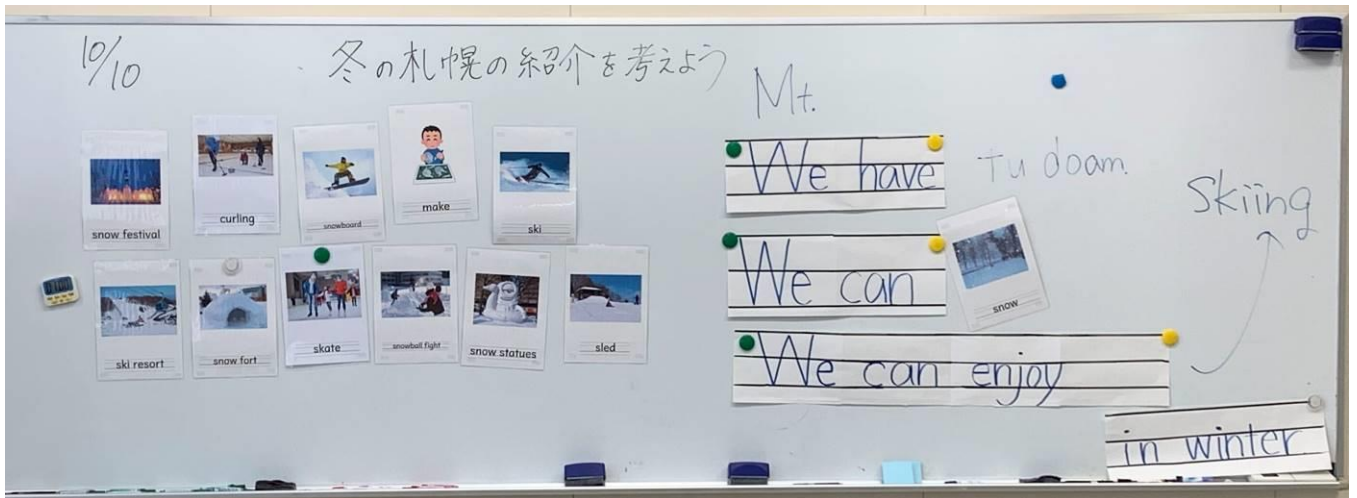 10/10
冬の札幌の紹介を考えよう
snow festival
curling
snowboard
make
ski
ski resort
snow fort
skate
snowball fight
snow statues
sled
Mt.
We have
Tu doam.
We can
snow
We can enjoy
Skiing
in winter